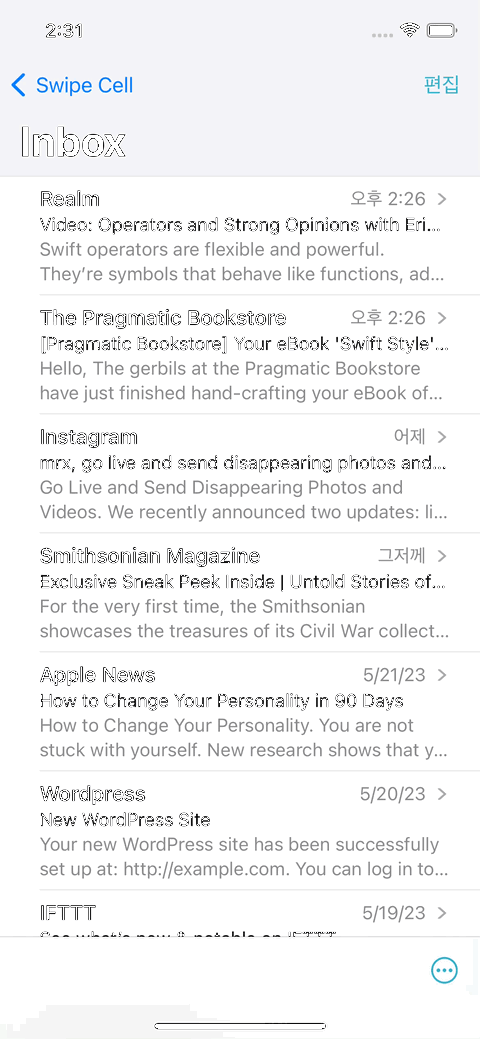 2:31
Swipe Cell
편집
Inbox
Realm
오후 2:26
Video: Operators and Strong Opinions with Eri...
Swift operators are flexible and powerful.
They’re symbols that behave like functions, ad...
The Pragmatic Bookstore
오후 2:26
[Pragmatic Bookstore] Your eBook 'Swift Style'...
Hello, The gerbils at the Pragmatic Bookstore
have just finished hand-crafting your eBook of...
Instagram
어제
mrx, go live and send disappearing photos and...
Go Live and Send Disappearing Photos and
Videos. We recently announced two updates: li...
Smithsonian Magazine
그저께
Exclusive Sneak Peek Inside | Untold Stories of...
For the very first time, the Smithsonian
showcases the treasures of its Civil War collect...
Apple News
5/21/23
How to Change Your Personality in 90 Days
How to Change Your Personality. You are not
stuck with yourself. New research shows that y...
Wordpress
5/20/23
New WordPress Site
Your new WordPress site has been successfully
set up at: http://example.com. You can log in to...
IFTTT
5/19/23
See what's new & notable on IFTTT